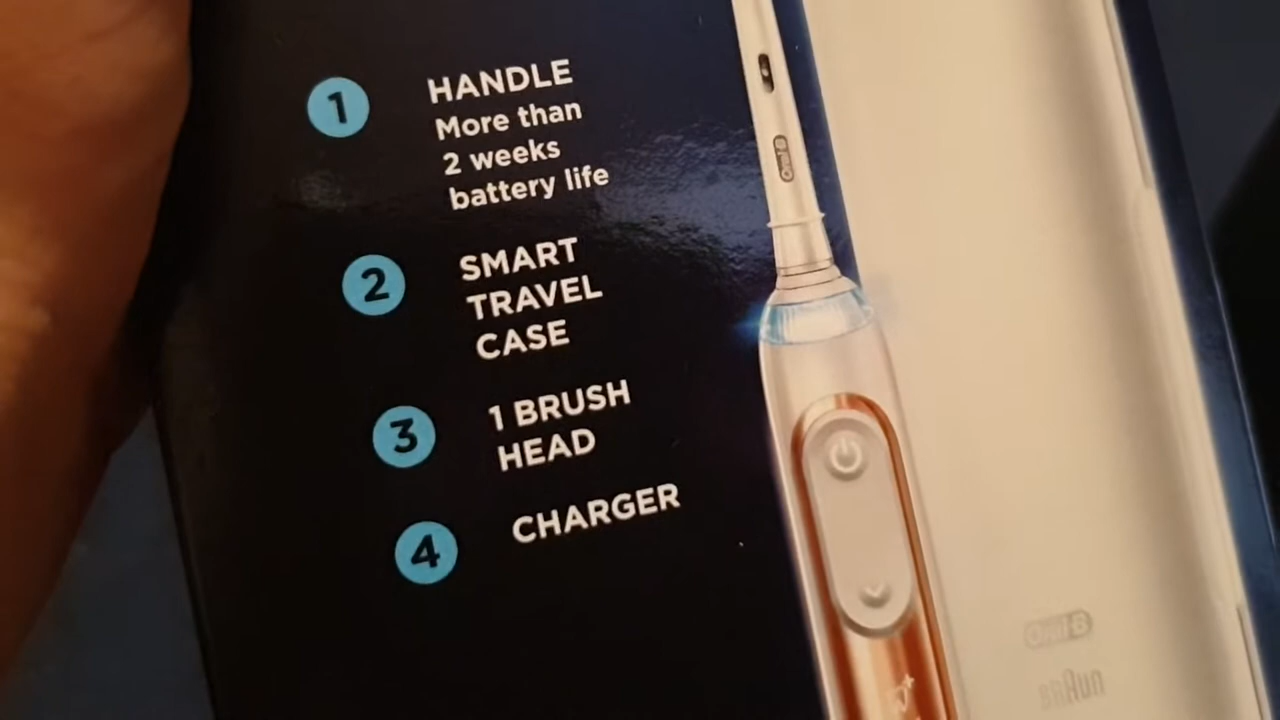 1
HANDLE
More than
2 weeks
battery life
2
SMART
TRAVEL
CASE
3
1 BRUSH
HEAD
4
CHARGER
Oral-B
Oral-B
BRAUN